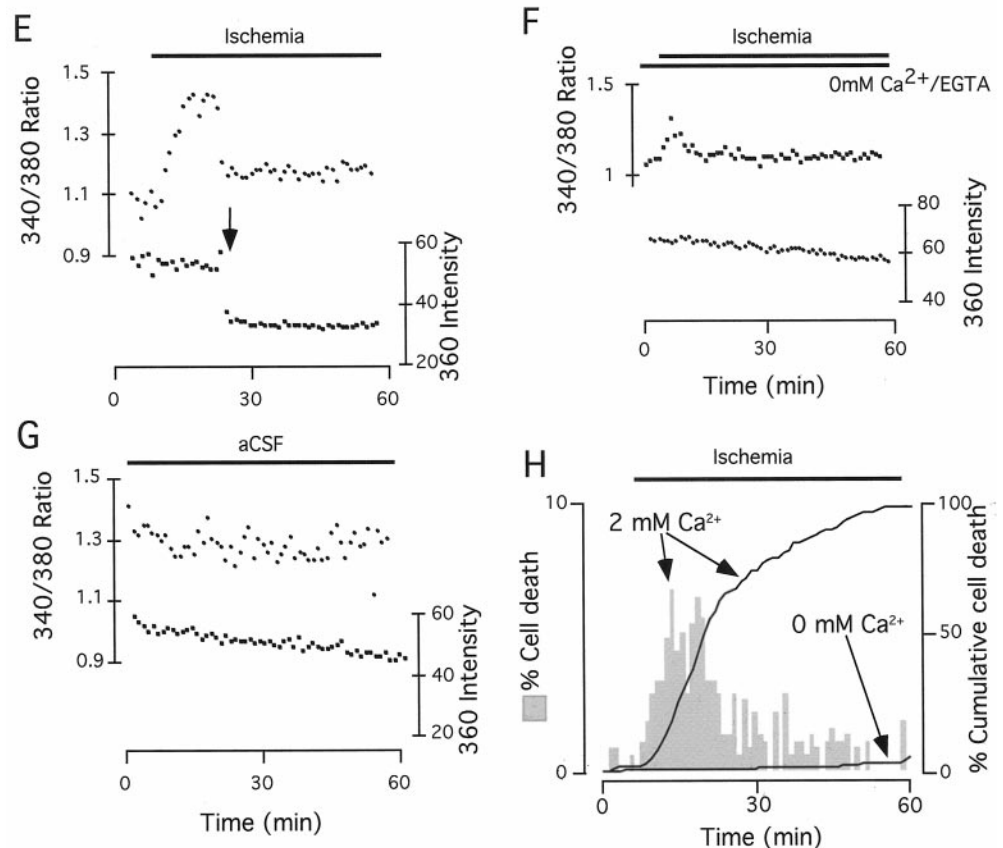 E
Ischemia
340/380 Ratio
1.5
1.3
1.1
0.9
360 Intensity
60
40
20
0
30
60
F
Ischemia
0mM Ca²⁺/EGTA
340/380 Ratio
1.5
1
360 Intensity
80
60
40
0
30
60
Time (min)
G
aCSF
340/380 Ratio
1.5
1.3
1.1
0.9
360 Intensity
60
40
20
0
30
60
Time (min)
H
Ischemia
% Cell death
10
0
2 mM Ca²⁺
0 mM Ca²⁺
% Cumulative cell death
100
50
0
0
30
60
Time (min)